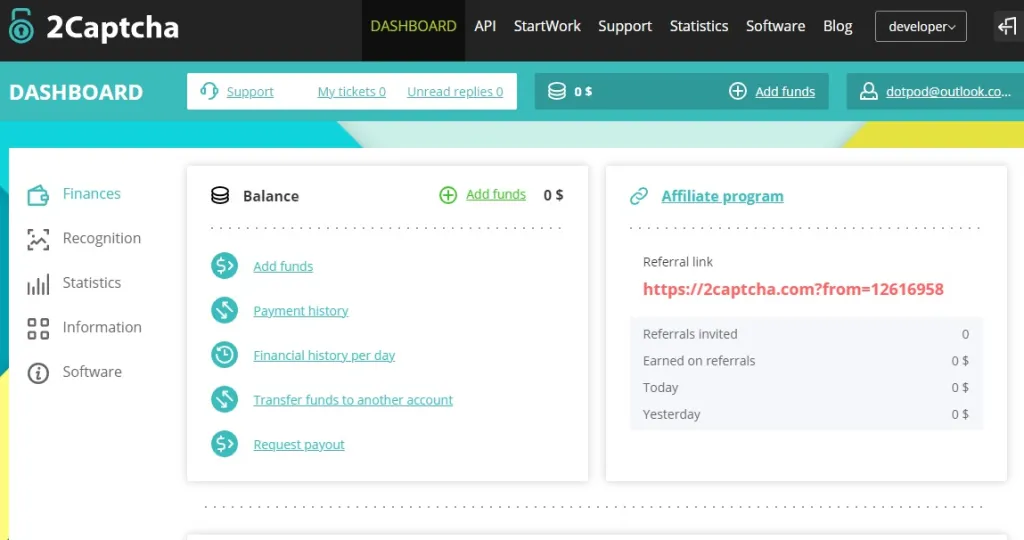 2Captcha DASHBOARD API StartWork Support Statistics Software Blog developer
DASHBOARD Support My tickets 0 Unread replies 0 0 $ Add funds dotpod@outlook.co...
Finances
Recognition
Statistics
Information
Software
Balance Add funds 0 $
Add funds
Payment history
Financial history per day
Transfer funds to another account
Request payout
Affiliate program
Referral link
https://2captcha.com?from=12616958
Referrals invited 0
Earned on referrals 0 $
Today 0 $
Yesterday 0 $